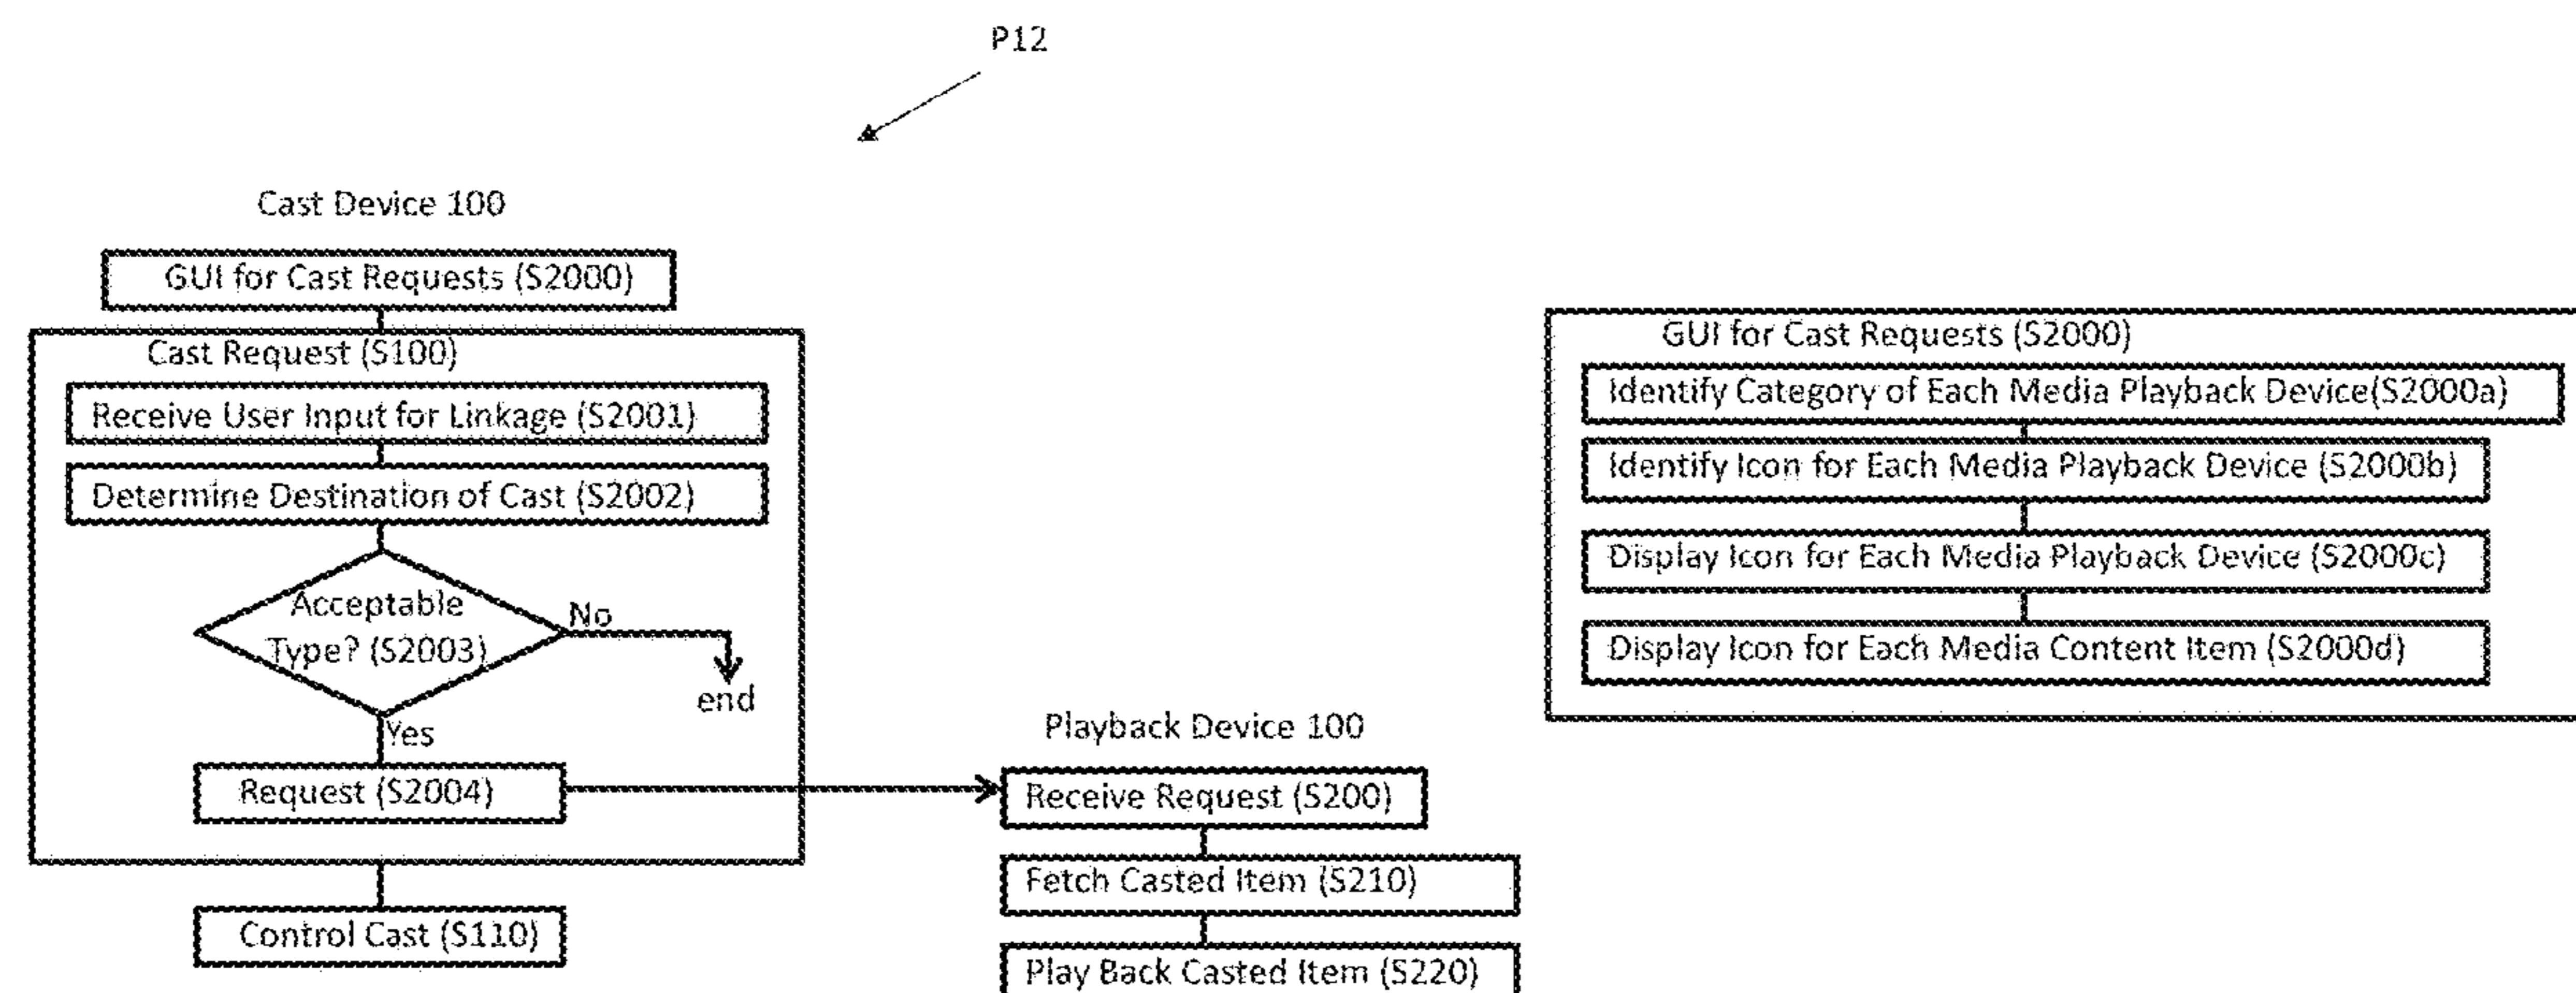 P12
Cast Device 100
GUI for Cast Requests (S2000)
Cast Request (S100)
Receive User Input for Linkage (S2001)
Determine Destination of Cast (S2002)
Acceptable
Type? (S2003)
No
end
Yes
Request (S2004)
Control Cast (S110)
Playback Device 100
Receive Request (S200)
Fetch Casted Item (S210)
Play Back Casted Item (S220)
GUI for Cast Requests (S2000)
Identify Category of Each Media Playback Device(S2000a)
Identify Icon for Each Media Playback Device (S2000b)
Display Icon for Each Media Playback Device (S2000c)
Display Icon for Each Media Content Item (S2000d)